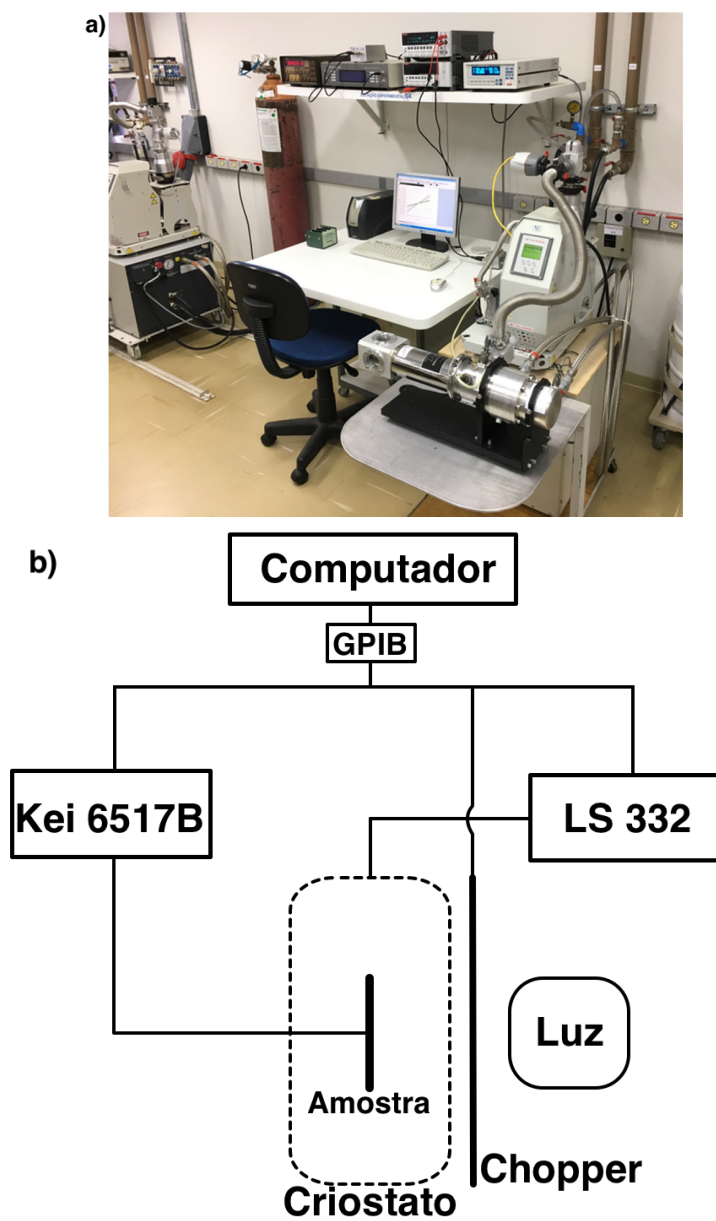 a)
b)
Computador
GPIB
Kei 6517B
LS 332
Luz
Amostra
Chopper
Criostato